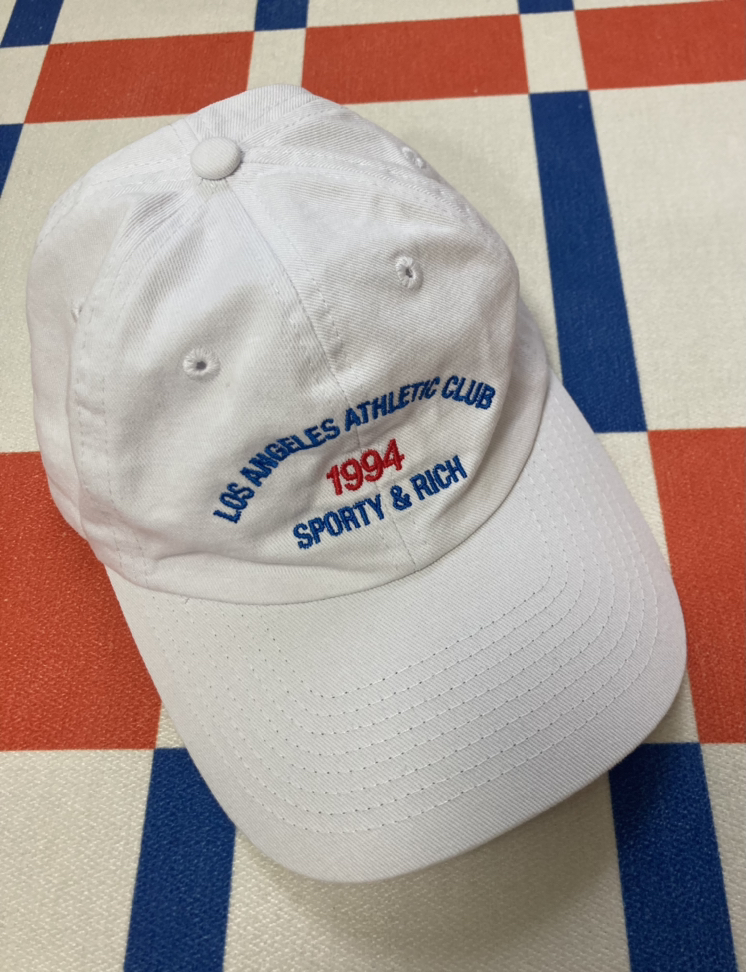 LOS ANGELES ATHLETIC CLUB
1994
SPORTY & RICH